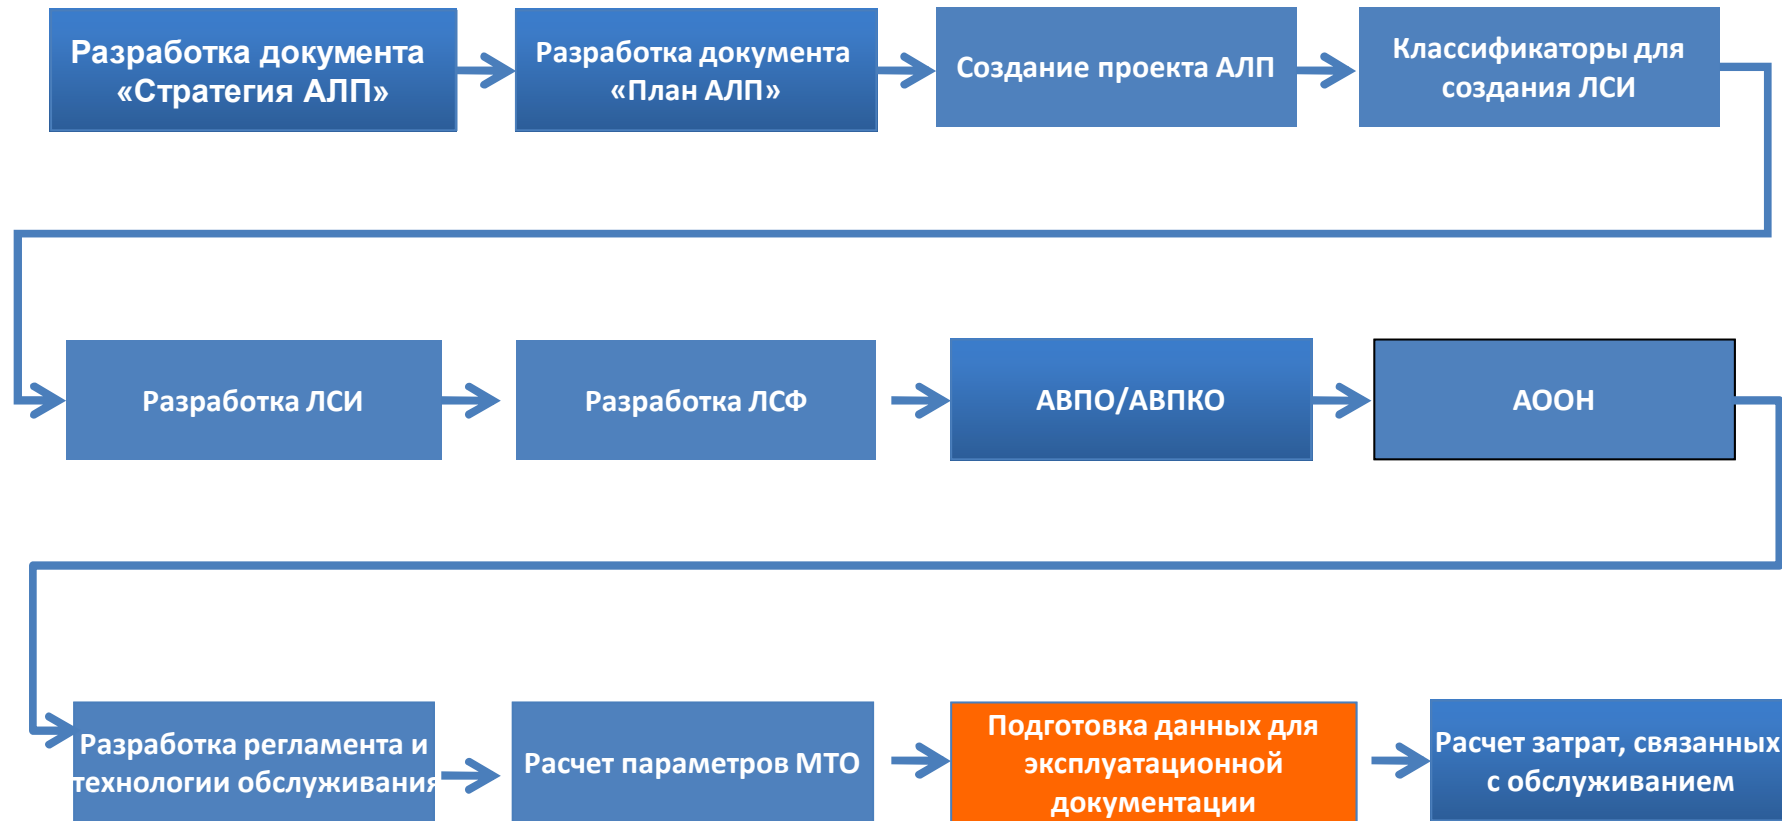 Разработка документа
«Стратегия АЛП»
Разработка документа
«План АЛП»
Создание проекта АЛП
Классификаторы для
создания ЛСИ
Разработка ЛСИ
Разработка ЛСФ
АВПО/АВПКО
АООН
Разработка регламента и
технологии обслуживания
Расчет параметров МТО
Подготовка данных для
эксплуатационной
документации
Расчет затрат, связанных
с обслуживанием